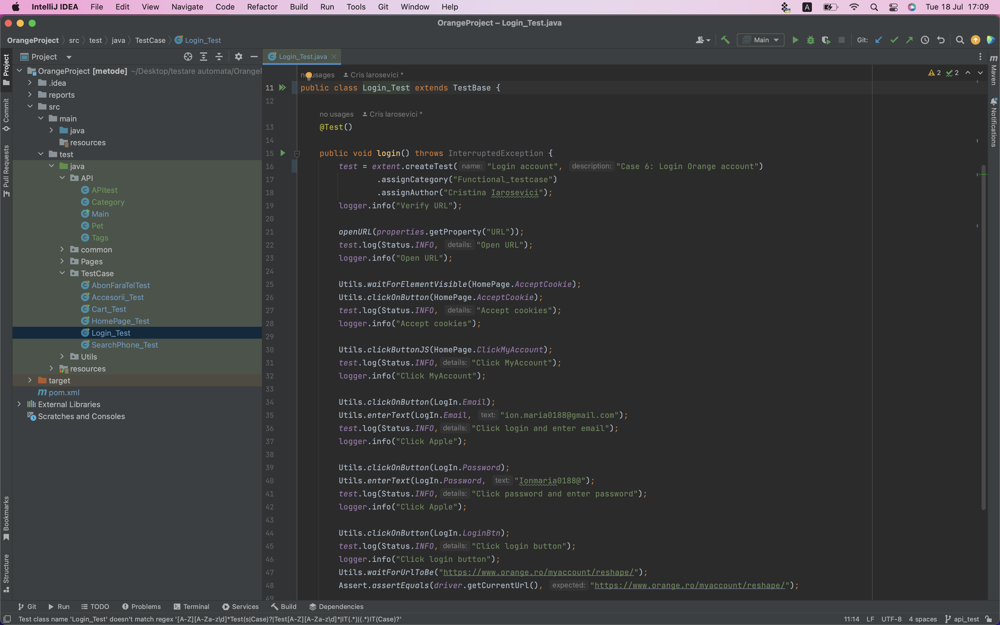 IntelliJ IDEA File Edit View Navigate Code Refactor Build Run Tools Git Window Help A Tue 18 Jul 17:09
OrangeProject – Login_Test.java
OrangeProject src test java TestCase Login_Test Main Git:
Project
Login_Test.java
OrangeProject [metode] ~/Desktop/testare automata/OrangeP
.idea
reports
src
main
java
resources
test
java
API
APItest
Category
Main
Pet
Tags
common
Pages
TestCase
AbonFaraTelTest
Accesorii_Test
Cart_Test
HomePage_Test
Login_Test
SearchPhone_Test
Utils
resources
target
pom.xml
External Libraries
Scratches and Consoles
Project
Commit
Pull Requests
Bookmarks
Structure
usages Cris Iarosevici *
2 2
11 public class Login_Test extends TestBase {
12
no usages Cris Iarosevici *
13 @Test()
14
15 public void login() throws InterruptedException {
16 test = extent.createTest( name: "Login account", description: "Case 6: Login Orange account")
17 .assignCategory("Functional_testcase")
18 .assignAuthor("Cristina Iarosevici");
19 logger.info("Verify URL");
20
21 openURL(properties.getProperty("URL"));
22 test.log(Status.INFO, details: "Open URL");
23 logger.info("Open URL");
24
25 Utils.waitForElementVisible(HomePage.AcceptCookie);
26 Utils.clickOnButton(HomePage.AcceptCookie);
27 test.log(Status.INFO, details: "Accept cookies");
28 logger.info("Accept cookies");
29
30 Utils.clickButtonJS(HomePage.ClickMyAccount);
31 test.log(Status.INFO, details: "Click MyAccount");
32 logger.info("Click MyAccount");
33
34 Utils.clickOnButton(LogIn.Email);
35 Utils.enterText(LogIn.Email, text: "ion.maria0188@gmail.com");
36 test.log(Status.INFO, details: "Click login and enter email");
37 logger.info("Click Apple");
38
39 Utils.clickOnButton(LogIn.Password);
40 Utils.enterText(LogIn.Password, text: "Ionmaria0188@");
41 test.log(Status.INFO, details: "Click password and enter password");
42 logger.info("Click Apple");
43
44 Utils.clickOnButton(LogIn.LoginBtn);
45 test.log(Status.INFO, details: "Click login button");
46 logger.info("Click login button");
47 Utils.waitForUrlToBe("https://www.orange.ro/myaccount/reshape/");
48 Assert.assertEquals(driver.getCurrentUrl(), expected: "https://www.orange.ro/myaccount/reshape/");
49
Maven
Notifications
Git Run TODO Problems Terminal Services Build Dependencies
Test class name 'Login_Test' doesn't match regex '[A-Z][A-Za-z\d]*Test(s|Case)?|Test[A-Z][A-Za-z\d]*|IT(.*)|(.*)IT(Case)?' 11:14 LF UTF-8 4 spaces api_test